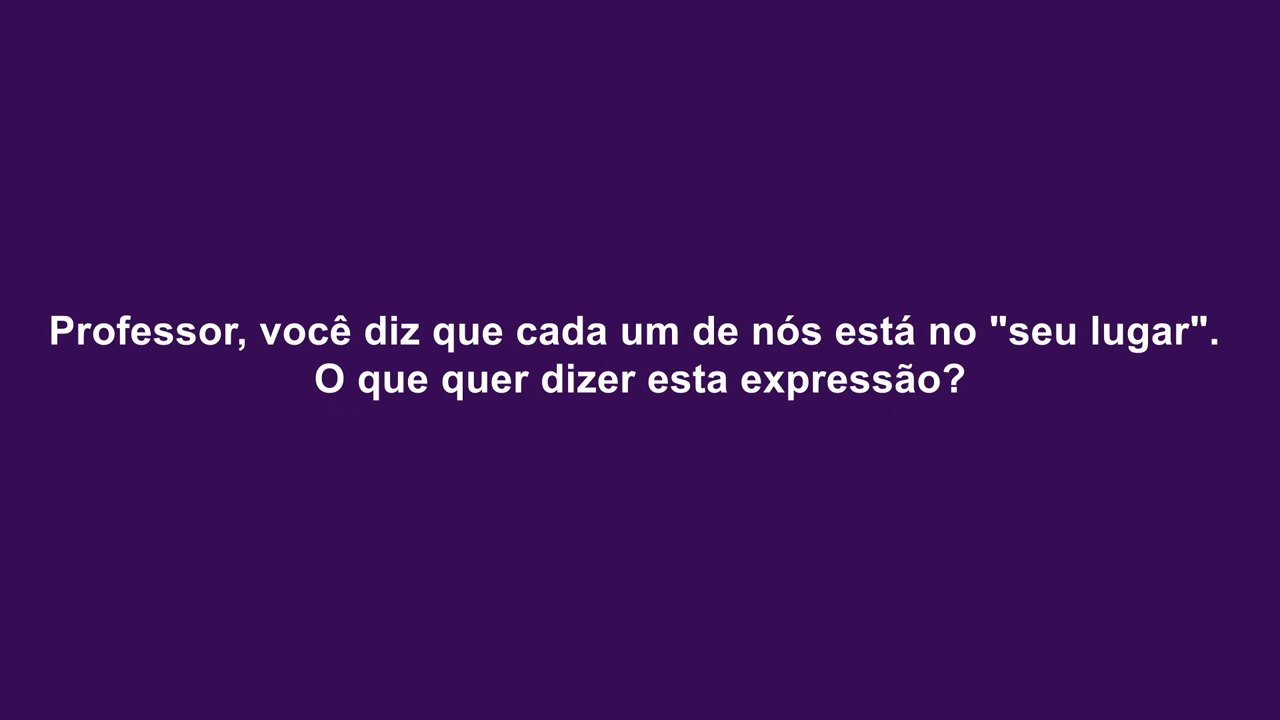 Professor, você diz que cada um de nós está no "seu lugar".
O que quer dizer esta expressão?